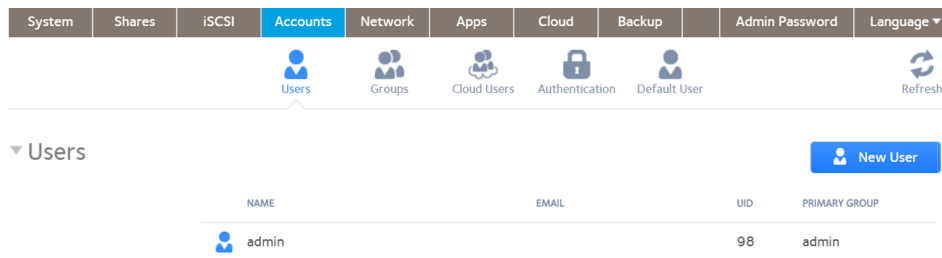 System Shares iSCSI Accounts Network Apps Cloud Backup Admin Password Language
Users Groups Cloud Users Authentication Default User Refresh
Users New User
NAME EMAIL UID PRIMARY GROUP
admin 98 admin